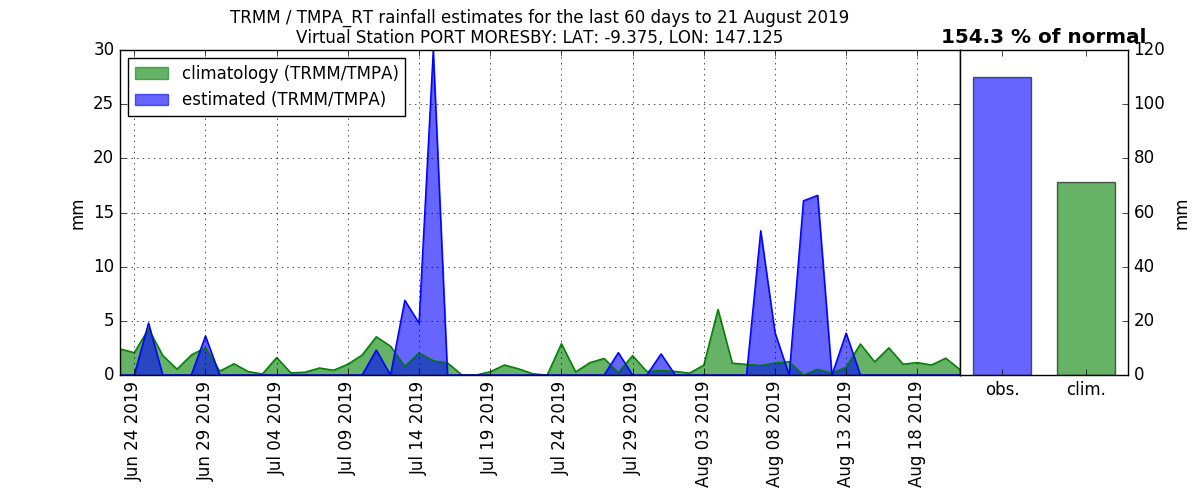 TRMM / TMPA_RT rainfall estimates for the last 60 days to 21 August 2019
Virtual Station PORT MORESBY: LAT: -9.375, LON: 147.125
154.3 % of normal
climatology (TRMM/TMPA)
estimated (TRMM/TMPA)
30
25
20
15
10
5
0
mm
Jun 24 2019
Jun 29 2019
Jul 04 2019
Jul 09 2019
Jul 14 2019
Jul 19 2019
Jul 24 2019
Jul 29 2019
Aug 03 2019
Aug 08 2019
Aug 13 2019
Aug 18 2019
120
100
80
60
40
20
0
mm
obs.
clim.